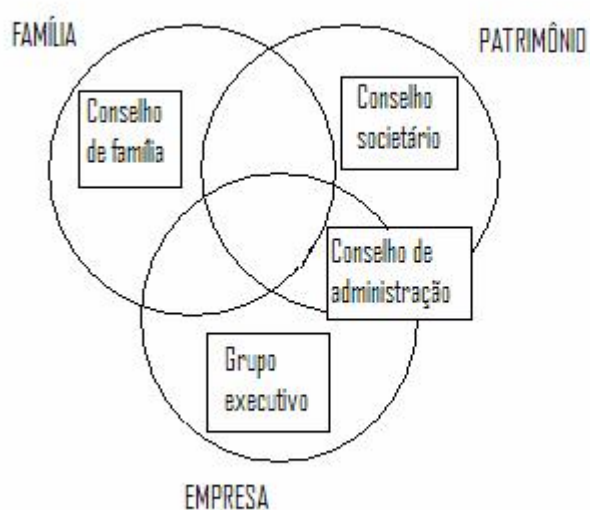 FAMÍLIA
PATRIMÔNIO
Conselho
de família
Conselho
societário
Conselho de
administração
Grupo
executivo
EMPRESA